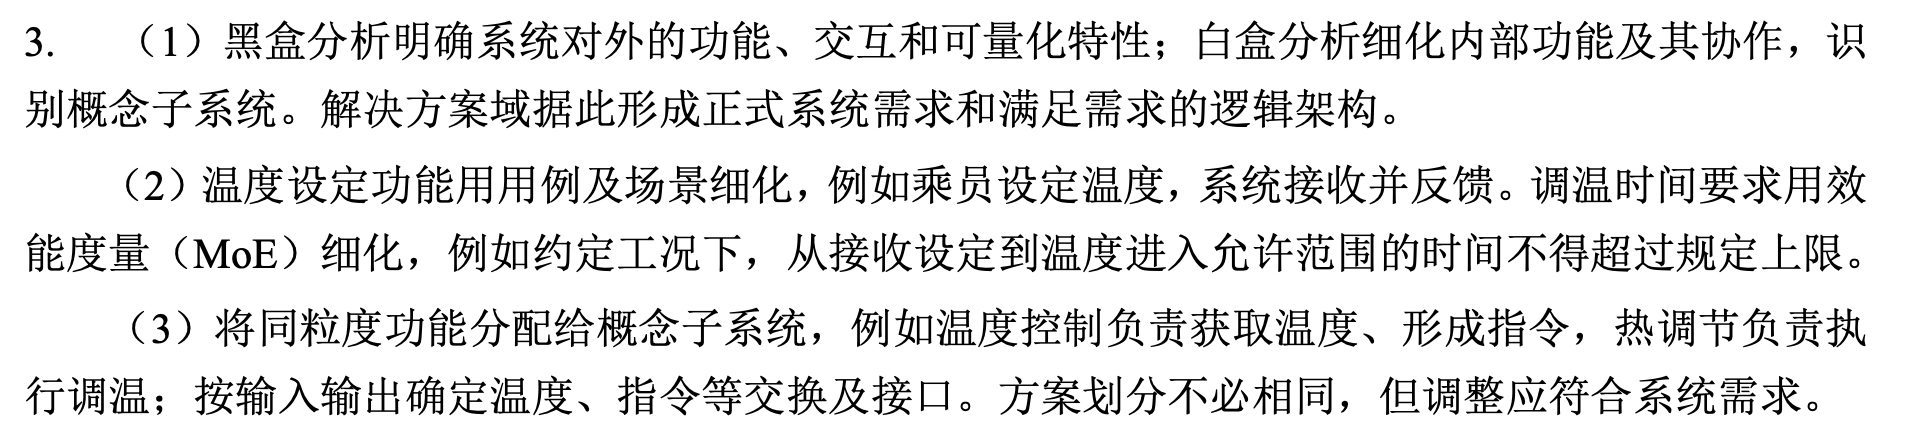 3. （1）黑盒分析明确系统对外的功能、交互和可量化特性；白盒分析细化内部功能及其协作，识
别概念子系统。解决方案域据此形成正式系统需求和满足需求的逻辑架构。
（2）温度设定功能用用例及场景细化，例如乘员设定温度，系统接收并反馈。调温时间要求用效
能度量（MoE）细化，例如约定工况下，从接收设定到温度进入允许范围的时间不得超过规定上限。
（3）将同粒度功能分配给概念子系统，例如温度控制负责获取温度、形成指令，热调节负责执
行调温；按输入输出确定温度、指令等交换及接口。方案划分不必相同，但调整应符合系统需求。